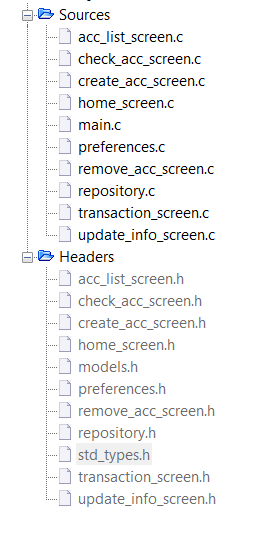 Sources
acc_list_screen.c
check_acc_screen.c
create_acc_screen.c
home_screen.c
main.c
preferences.c
remove_acc_screen.c
repository.c
transaction_screen.c
update_info_screen.c
Headers
acc_list_screen.h
check_acc_screen.h
create_acc_screen.h
home_screen.h
models.h
preferences.h
remove_acc_screen.h
repository.h
std_types.h
transaction_screen.h
update_info_screen.h